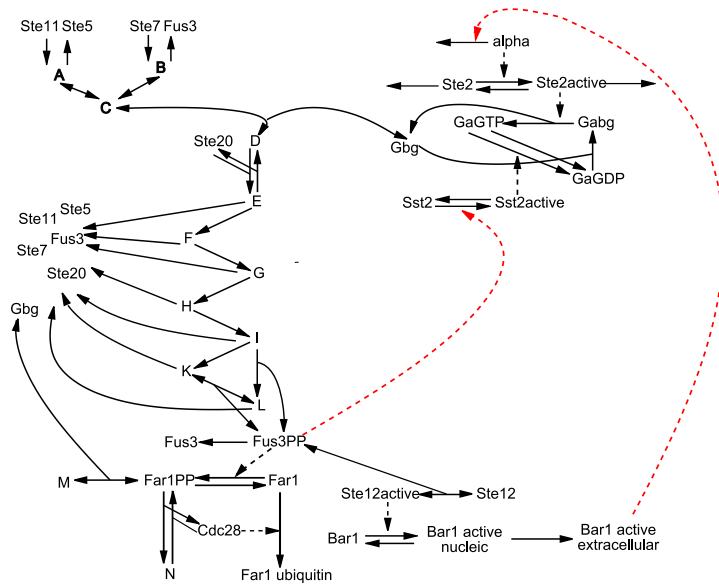 Ste11 Ste5
Ste7 Fus3
alpha
A
B
Ste2
Ste2active
C
Ste20
D
Gbg
GaGTP
Gabg
GaGDP
E
Sst2
Sst2active
Ste11
Ste5
Fus3
Ste7
F
G
Ste20
H
Gbg
I
K
L
Fus3
Fus3PP
M
Far1PP
Far1
Ste12active
Ste12
Cdc28
Bar1
Bar1 active
nucleic
Bar1 active
extracellular
N
Far1 ubiquitin